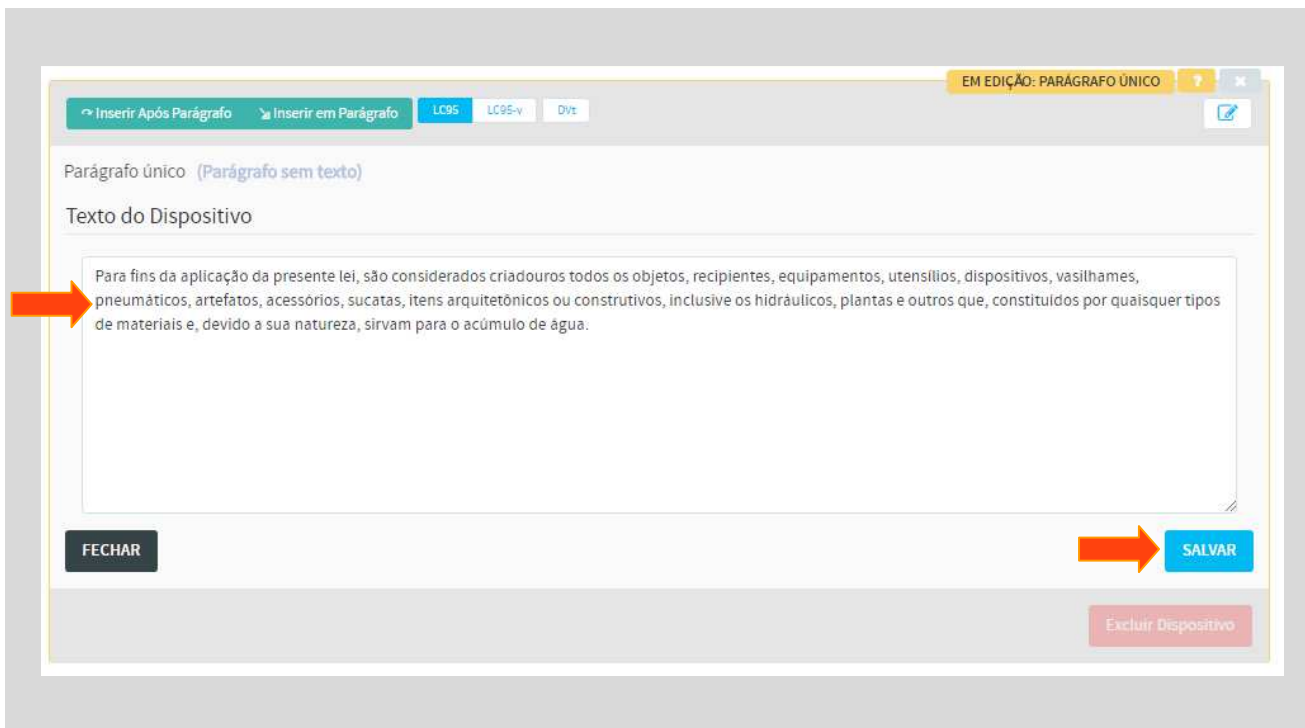 EM EDIÇÃO: PARÁGRAFO ÚNICO ? ×
Inserir Após Parágrafo Inserir em Parágrafo LC95 LC95-v DVt
Parágrafo único (Parágrafo sem texto)
Texto do Dispositivo
Para fins da aplicação da presente lei, são considerados criadouros todos os objetos, recipientes, equipamentos, utensílios, dispositivos, vasilhames,
pneumáticos, artefatos, acessórios, sucatas, itens arquitetônicos ou construtivos, inclusive os hidráulicos, plantas e outros que, constituídos por quaisquer tipos
de materiais e, devido a sua natureza, sirvam para o acúmulo de água.
FECHAR SALVAR
Excluir Dispositivo